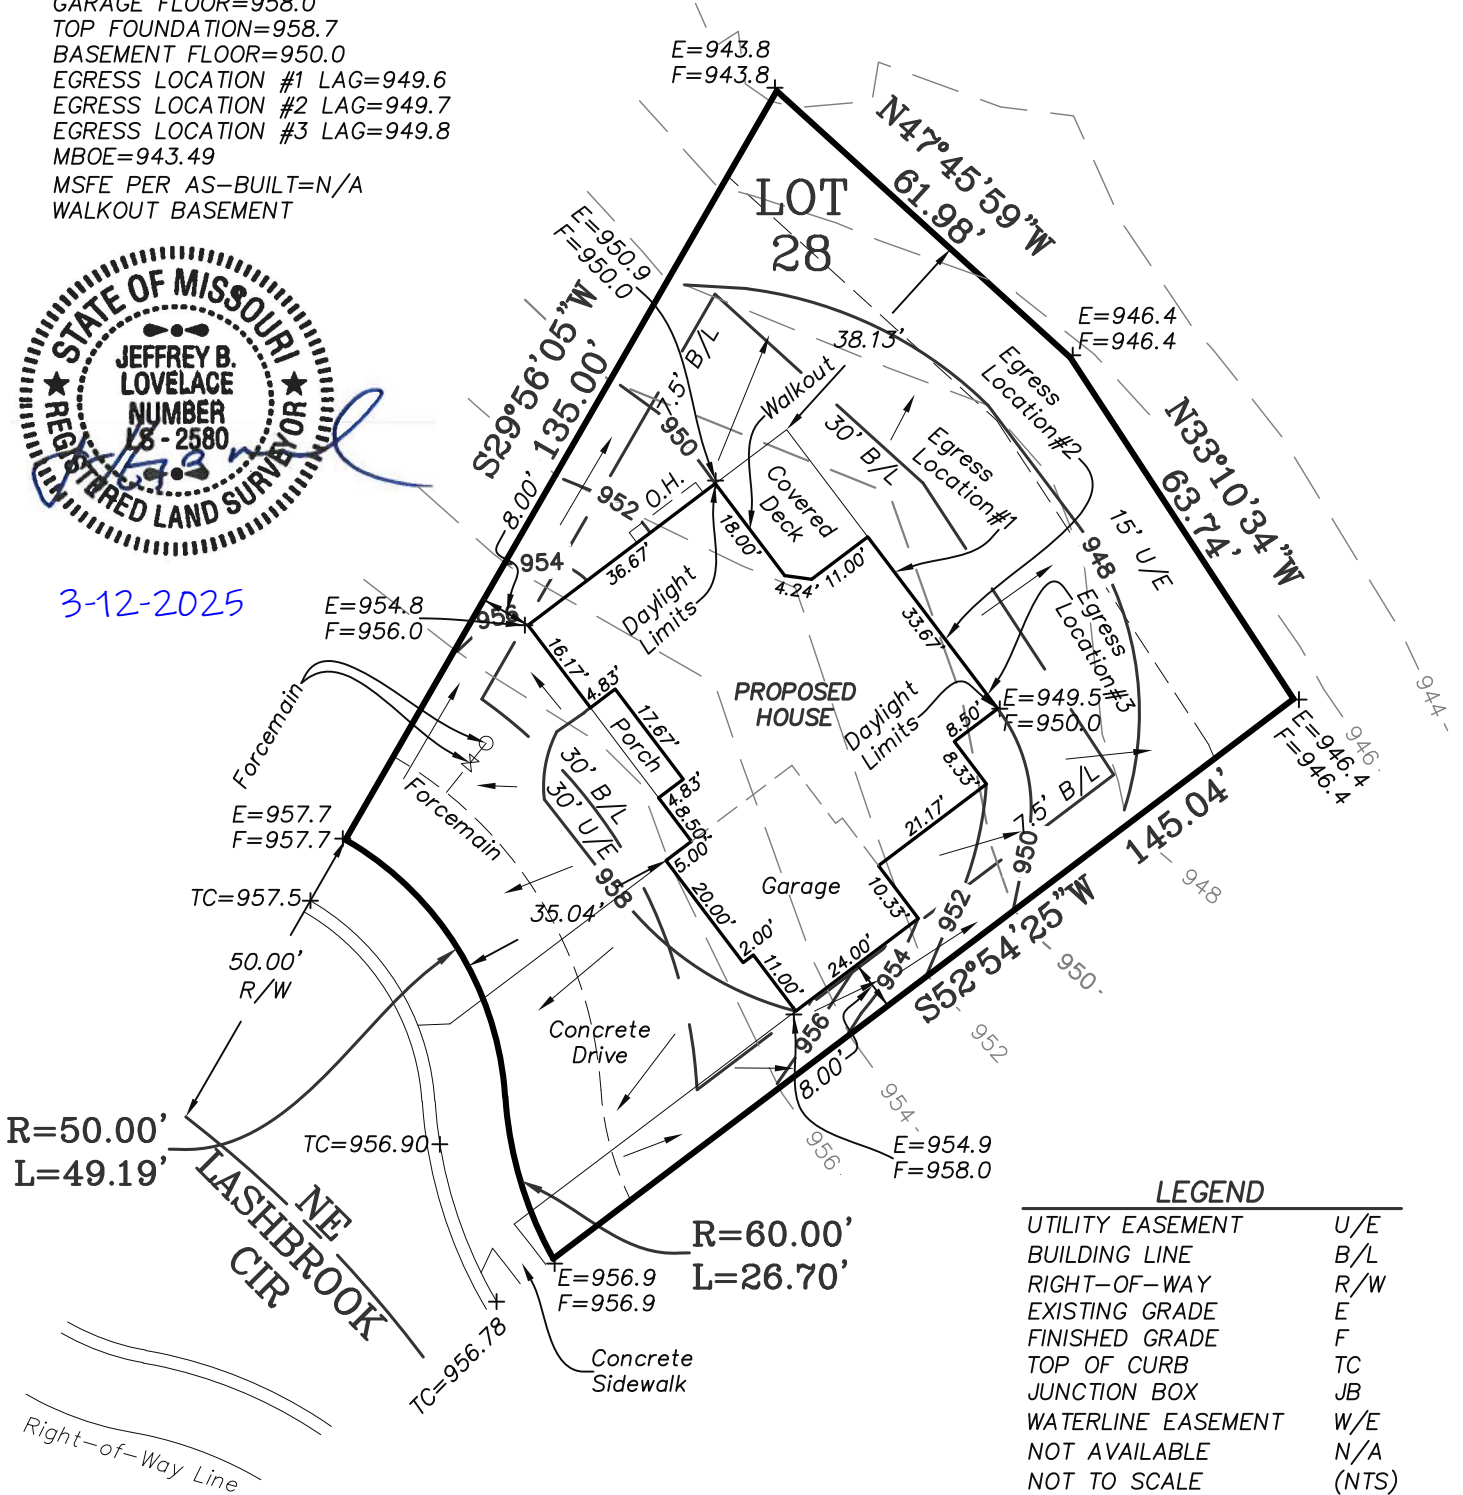 GARAGE FLOOR=958.0
TOP FOUNDATION=958.7
BASEMENT FLOOR=950.0
EGRESS LOCATION #1 LAG=949.6
EGRESS LOCATION #2 LAG=949.7
EGRESS LOCATION #3 LAG=949.8
MBOE=943.49
MSFE PER AS-BUILT=N/A
WALKOUT BASEMENT
STATE OF MISSOURI
JEFFREY B.
LOVELACE
NUMBER
LS - 2580
REGISTERED LAND SURVEYOR
3-12-2025
E=943.8
F=943.8
N47°45'59"W
61.98'
LOT
28
E=950.9
F=950.0
S29°56'05"W
135.00'
7.5' B/L
38.13'
Walkout
E=946.4
F=946.4
Egress
Location#2
30' B/L
Egress
Location#1
N33°10'34"W
63.74'
950
952
O.H.
Covered
Deck
8.00'
954
956
18.00'
36.67'
4.24'
11.00'
948
15' U/E
Daylight
Limits
33.67'
Egress
Location#3
E=954.8
F=956.0
16.17'
4.83'
17.67'
Porch
4.83'
8.50'
PROPOSED
HOUSE
Daylight
Limits
E=949.5
F=950.0
8.50'
8.33'
21.17'
944
946
E=946.4
F=946.4
Forcemain
Forcemain
30' B/L
30' U/E
7.5' B/L
145.04'
E=957.7
F=957.7
TC=957.5
958
5.00'
20.00'
Garage
10.33'
950
952
948
35.04'
2.00'
11.00'
24.00'
954
S52°54'25"W
950
50.00'
R/W
Concrete
Drive
956
8.00'
952
954
956
R=50.00'
L=49.19'
TC=956.90
E=954.9
F=958.0
NE
LASHBROOK
CIR
R=60.00'
L=26.70'
E=956.9
F=956.9
TC=956.78
Concrete
Sidewalk
Right-of-Way Line
LEGEND
UTILITY EASEMENT U/E
BUILDING LINE B/L
RIGHT-OF-WAY R/W
EXISTING GRADE E
FINISHED GRADE F
TOP OF CURB TC
JUNCTION BOX JB
WATERLINE EASEMENT W/E
NOT AVAILABLE N/A
NOT TO SCALE (NTS)